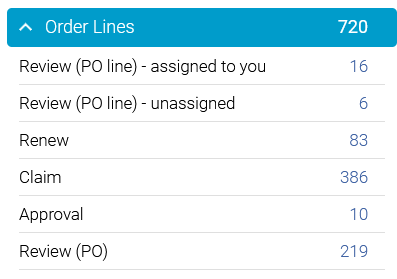 Order Lines 720
Review (PO line) - assigned to you 16
Review (PO line) - unassigned 6
Renew 83
Claim 386
Approval 10
Review (PO) 219